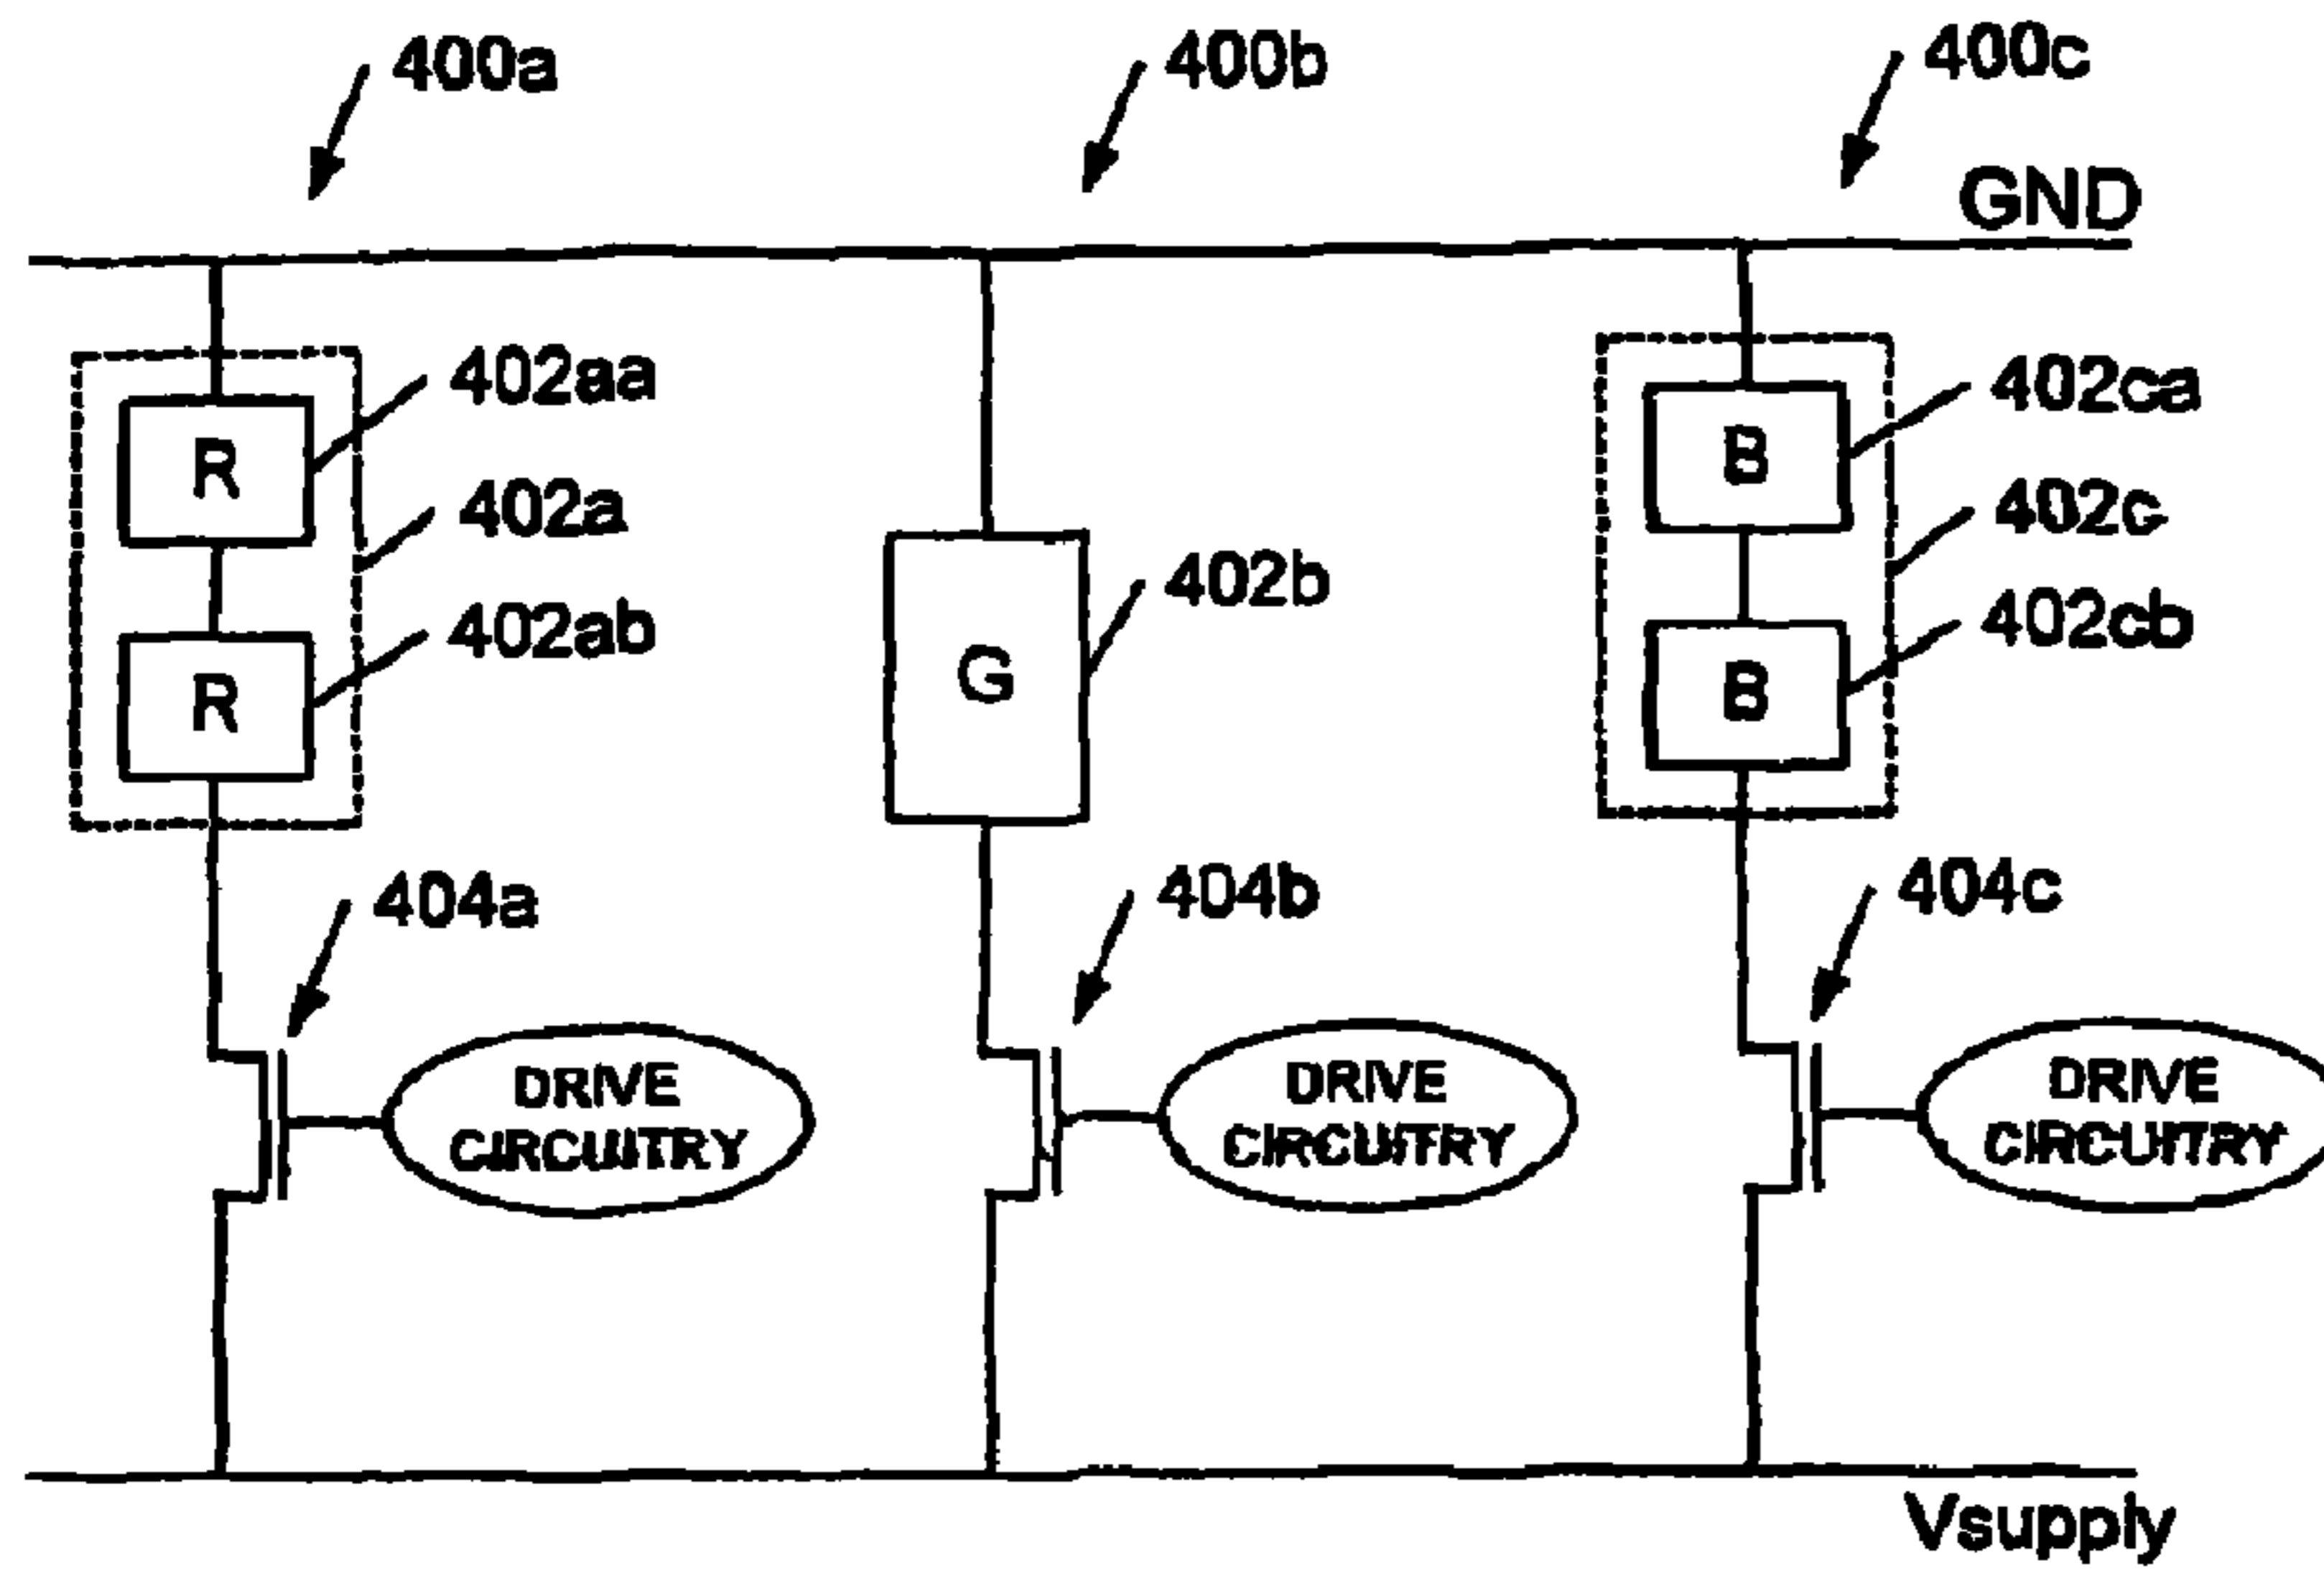 400a
400b
400c
GND
402aa
R
402a
402ab
R
402b
G
402ca
B
402c
402cb
B
404a
404b
404c
DRIVE
CIRCUITRY
DRIVE
CIRCUITRY
DRIVE
CIRCUITRY
Vsupply